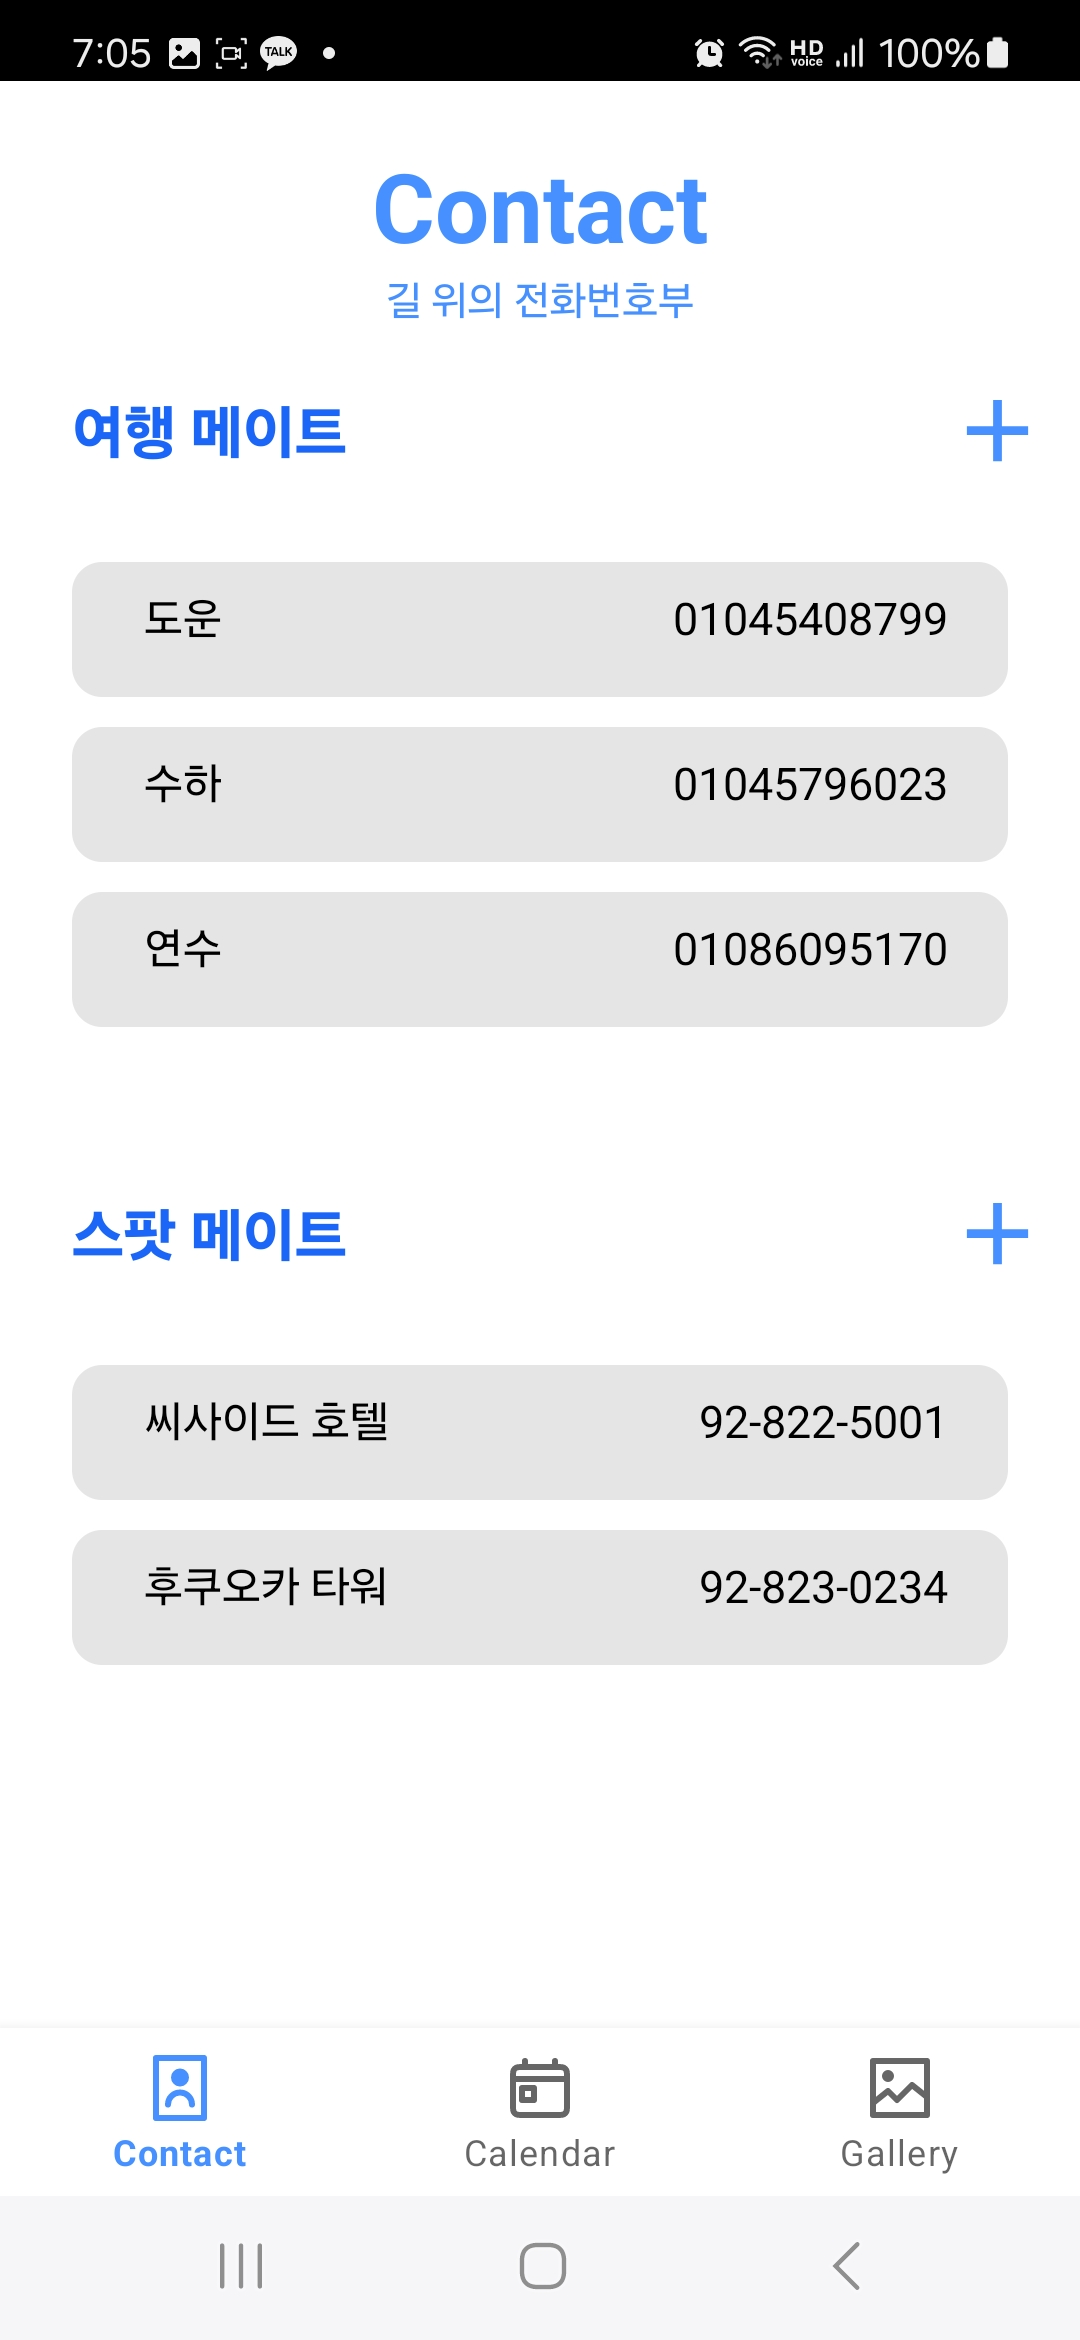 7:05 TALK HD voice 100%
Contact
길 위의 전화번호부
여행 메이트
도운 01045408799
수하 01045796023
연수 01086095170
스팟 메이트
씨사이드 호텔 92-822-5001
후쿠오카 타워 92-823-0234
Contact Calendar Gallery